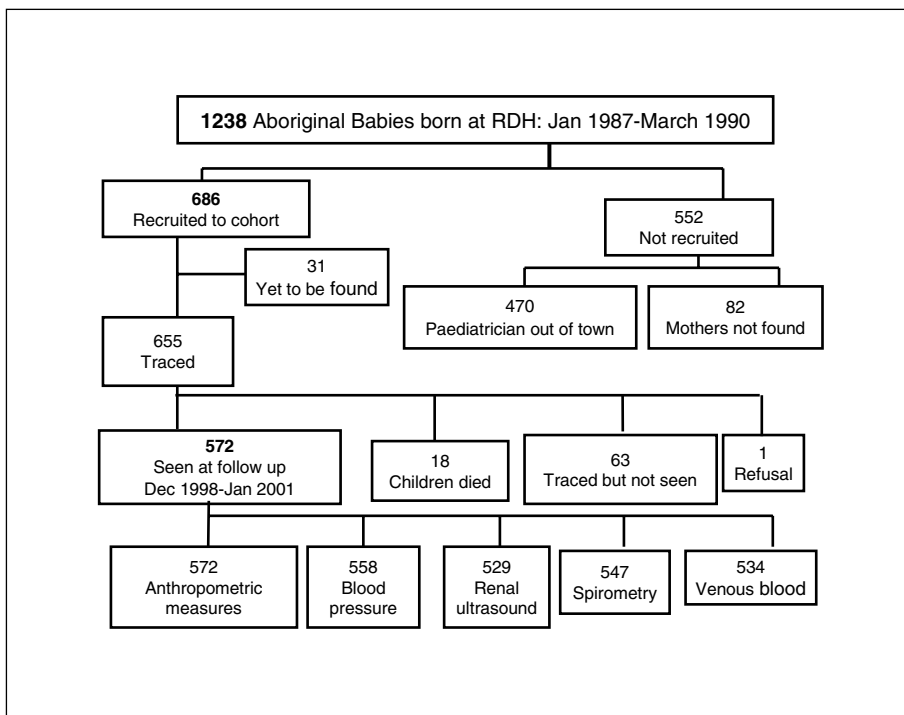 1238 Aboriginal Babies born at RDH: Jan 1987-March 1990
686
Recruited to cohort
552
Not recruited
31
Yet to be found
470
Paediatrician out of town
82
Mothers not found
655
Traced
572
Seen at follow up
Dec 1998-Jan 2001
18
Children died
63
Traced but not seen
1
Refusal
572
Anthropometric
measures
558
Blood
pressure
529
Renal
ultrasound
547
Spirometry
534
Venous blood